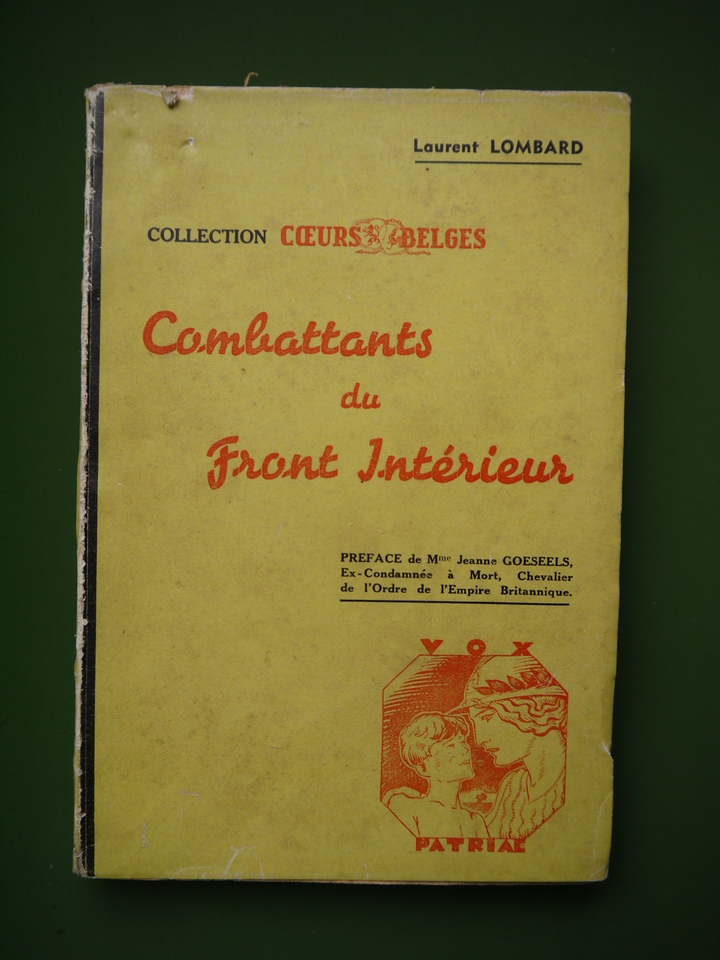 Laurent LOMBARD
COLLECTION CŒURS BELGES
Combattants
du
Front Intérieur
PREFACE de Mme Jeanne GOESEELS,
Ex-Condamnée à Mort, Chevalier
de l'Ordre de l'Empire Britannique.
VOX
PATRIAE